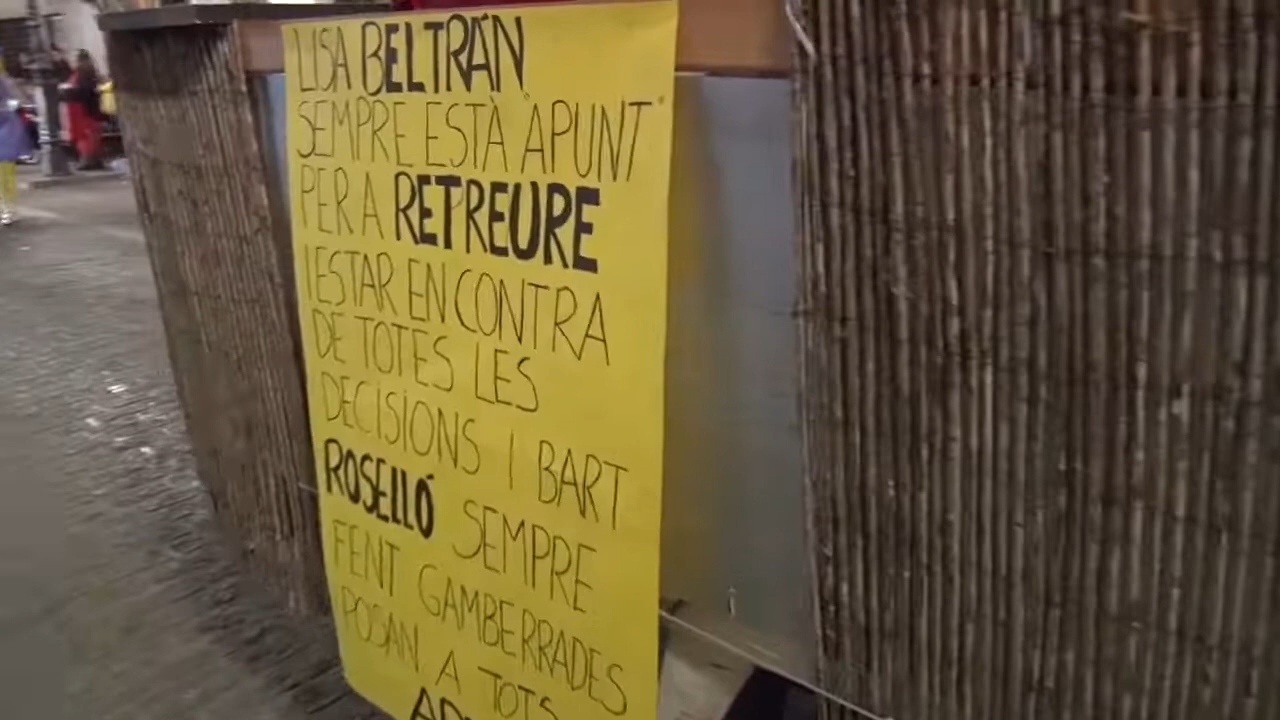 LISA BELTRÁN
SEMPRE ESTÀ APUNT
PER A RETREURE
I ESTAR EN CONTRA
DE TOTES LES
DECISIONS I BART
ROSELLÓ SEMPRE
FENT GAMBERRADES
POSAN A TOTS